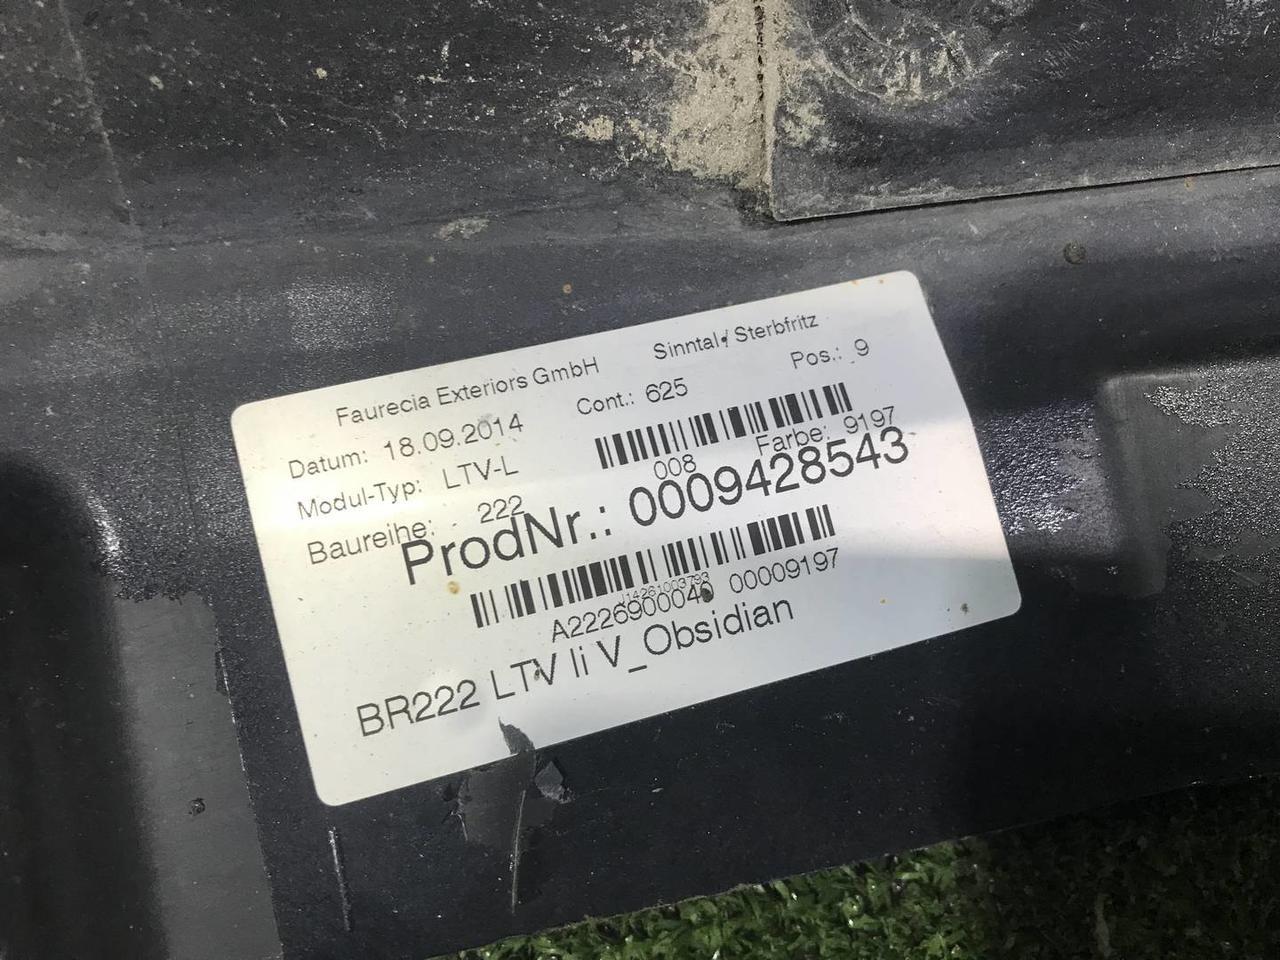 Faurecia Exteriors GmbH Sinntal / Sterbfritz
Datum: 18.09.2014 Cont.: 625 Pos.: 9
Modul-Typ: LTV-L
Baureihe: 222 008 Farbe: 9197
ProdNr.: 0009428543
J14261003793
A2226900040 00009197
BR222 LTV li V_Obsidian